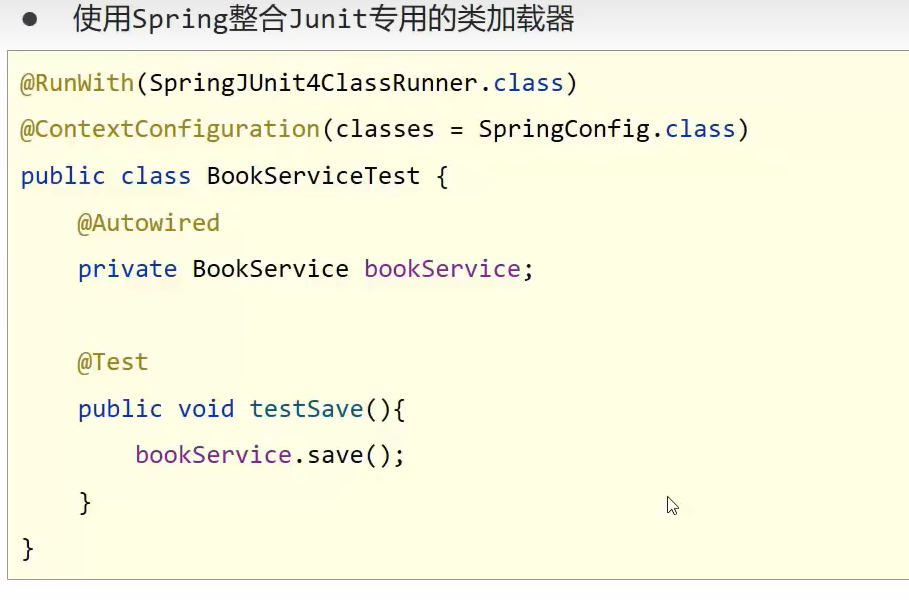 ● 使用Spring整合Junit专用的类加载器
@RunWith(SpringJUnit4ClassRunner.class)
@ContextConfiguration(classes = SpringConfig.class)
public class BookServiceTest {
    @Autowired
    private BookService bookService;

    @Test
    public void testSave(){
        bookService.save();
    }
}